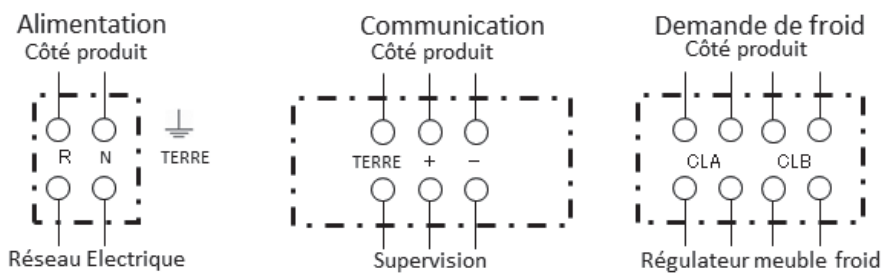 Alimentation
Côté produit
R N
TERRE
Réseau Electrique
Communication
Côté produit
TERRE + −
Supervision
Demande de froid
Côté produit
CLA CLB
Régulateur meuble froid